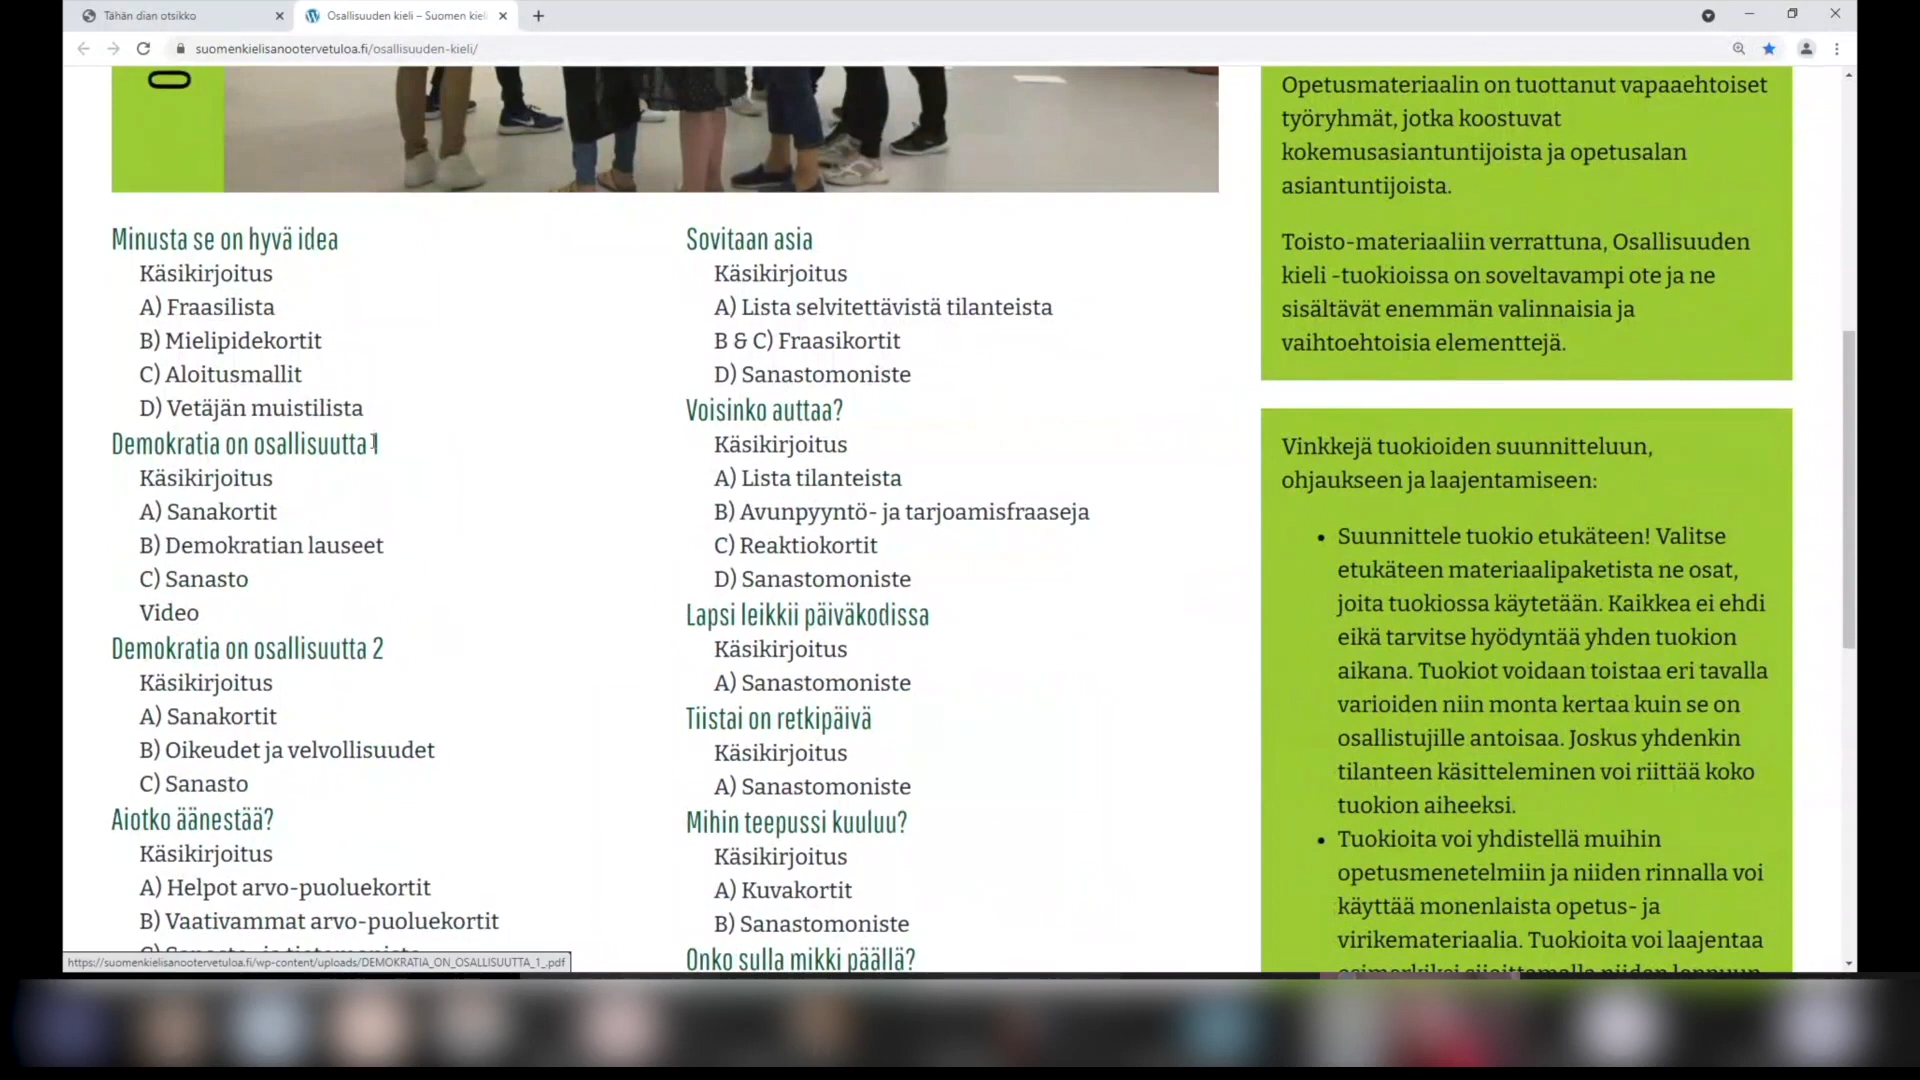 Tähän dian otsikko
Osallisuuden kieli – Suomen kiel
suomenkielisanootervetuloa.fi/osallisuuden-kieli/
Minusta se on hyvä idea
Käsikirjoitus
A) Fraasilista
B) Mielipidekortit
C) Aloitusmallit
D) Vetäjän muistilista
Demokratia on osallisuutta 1
Käsikirjoitus
A) Sanakortit
B) Demokratian lauseet
C) Sanasto
Video
Demokratia on osallisuutta 2
Käsikirjoitus
A) Sanakortit
B) Oikeudet ja velvollisuudet
C) Sanasto
Aiotko äänestää?
Käsikirjoitus
A) Helpot arvo-puoluekortit
B) Vaativammat arvo-puoluekortit
https://suomenkielisanootervetuloa.fi/wp-content/uploads/DEMOKRATIA_ON_OSALLISUUTTA_1_.pdf
Sovitaan asia
Käsikirjoitus
A) Lista selvitettävistä tilanteista
B & C) Fraasikortit
D) Sanastomoniste
Voisinko auttaa?
Käsikirjoitus
A) Lista tilanteista
B) Avunpyyntö- ja tarjoamisfraaseja
C) Reaktiokortit
D) Sanastomoniste
Lapsi leikkii päiväkodissa
Käsikirjoitus
A) Sanastomoniste
Tiistai on retkipäivä
Käsikirjoitus
A) Sanastomoniste
Mihin teepussi kuuluu?
Käsikirjoitus
A) Kuvakortit
B) Sanastomoniste
Onko sulla mikki päällä?
Opetusmateriaalin on tuottanut vapaaehtoiset
työryhmät, jotka koostuvat
kokemusasiantuntijoista ja opetusalan
asiantuntijoista.
Toisto-materiaaliin verrattuna, Osallisuuden
kieli -tuokioissa on soveltavampi ote ja ne
sisältävät enemmän valinnaisia ja
vaihtoehtoisia elementtejä.
Vinkkejä tuokioiden suunnitteluun,
ohjaukseen ja laajentamiseen:
• Suunnittele tuokio etukäteen! Valitse
etukäteen materiaalipaketista ne osat,
joita tuokiossa käytetään. Kaikkea ei ehdi
eikä tarvitse hyödyntää yhden tuokion
aikana. Tuokiot voidaan toistaa eri tavalla
varioiden niin monta kertaa kuin se on
osallistujille antoisaa. Joskus yhdenkin
tilanteen käsitteleminen voi riittää koko
tuokion aiheeksi.
• Tuokioita voi yhdistellä muihin
opetusmenetelmiin ja niiden rinnalla voi
käyttää monenlaista opetus- ja
virikemateriaalia. Tuokioita voi laajentaa